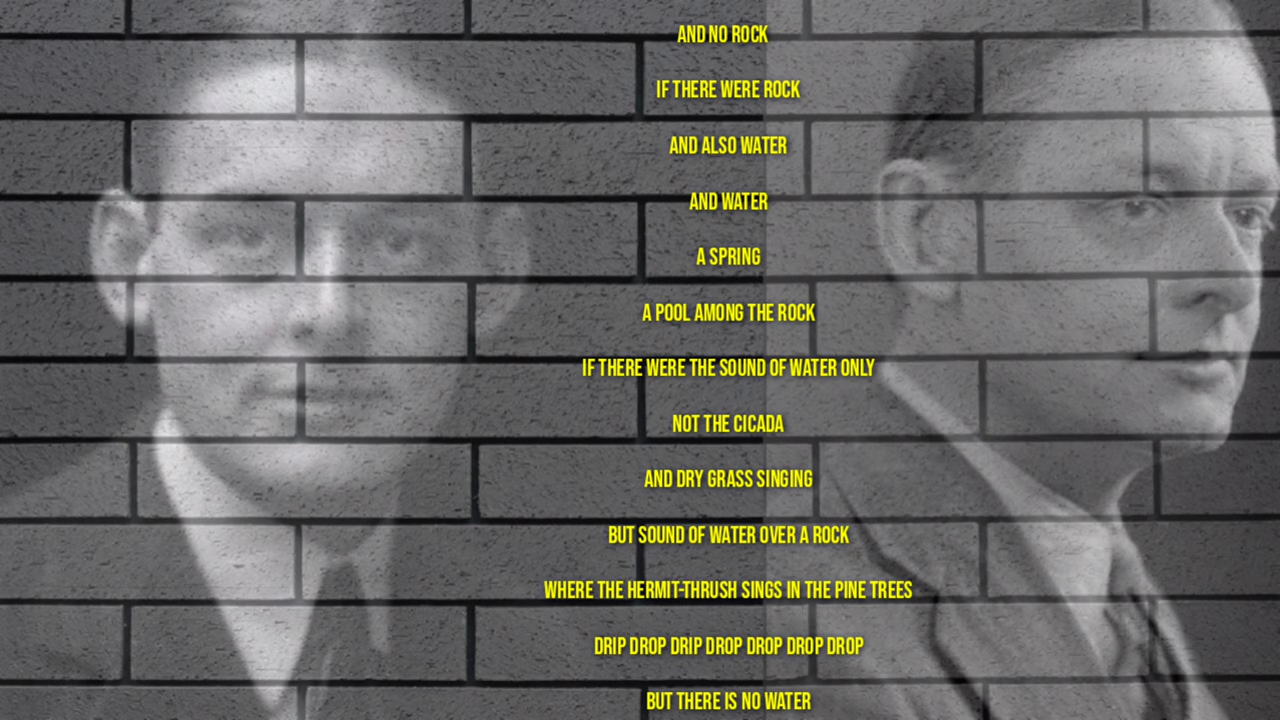 AND NO ROCK
IF THERE WERE ROCK
AND ALSO WATER
AND WATER
A SPRING
A POOL AMONG THE ROCK
IF THERE WERE THE SOUND OF WATER ONLY
NOT THE CICADA
AND DRY GRASS SINGING
BUT SOUND OF WATER OVER A ROCK
WHERE THE HERMIT-THRUSH SINGS IN THE PINE TREES
DRIP DROP DRIP DROP DROP DROP DROP
BUT THERE IS NO WATER